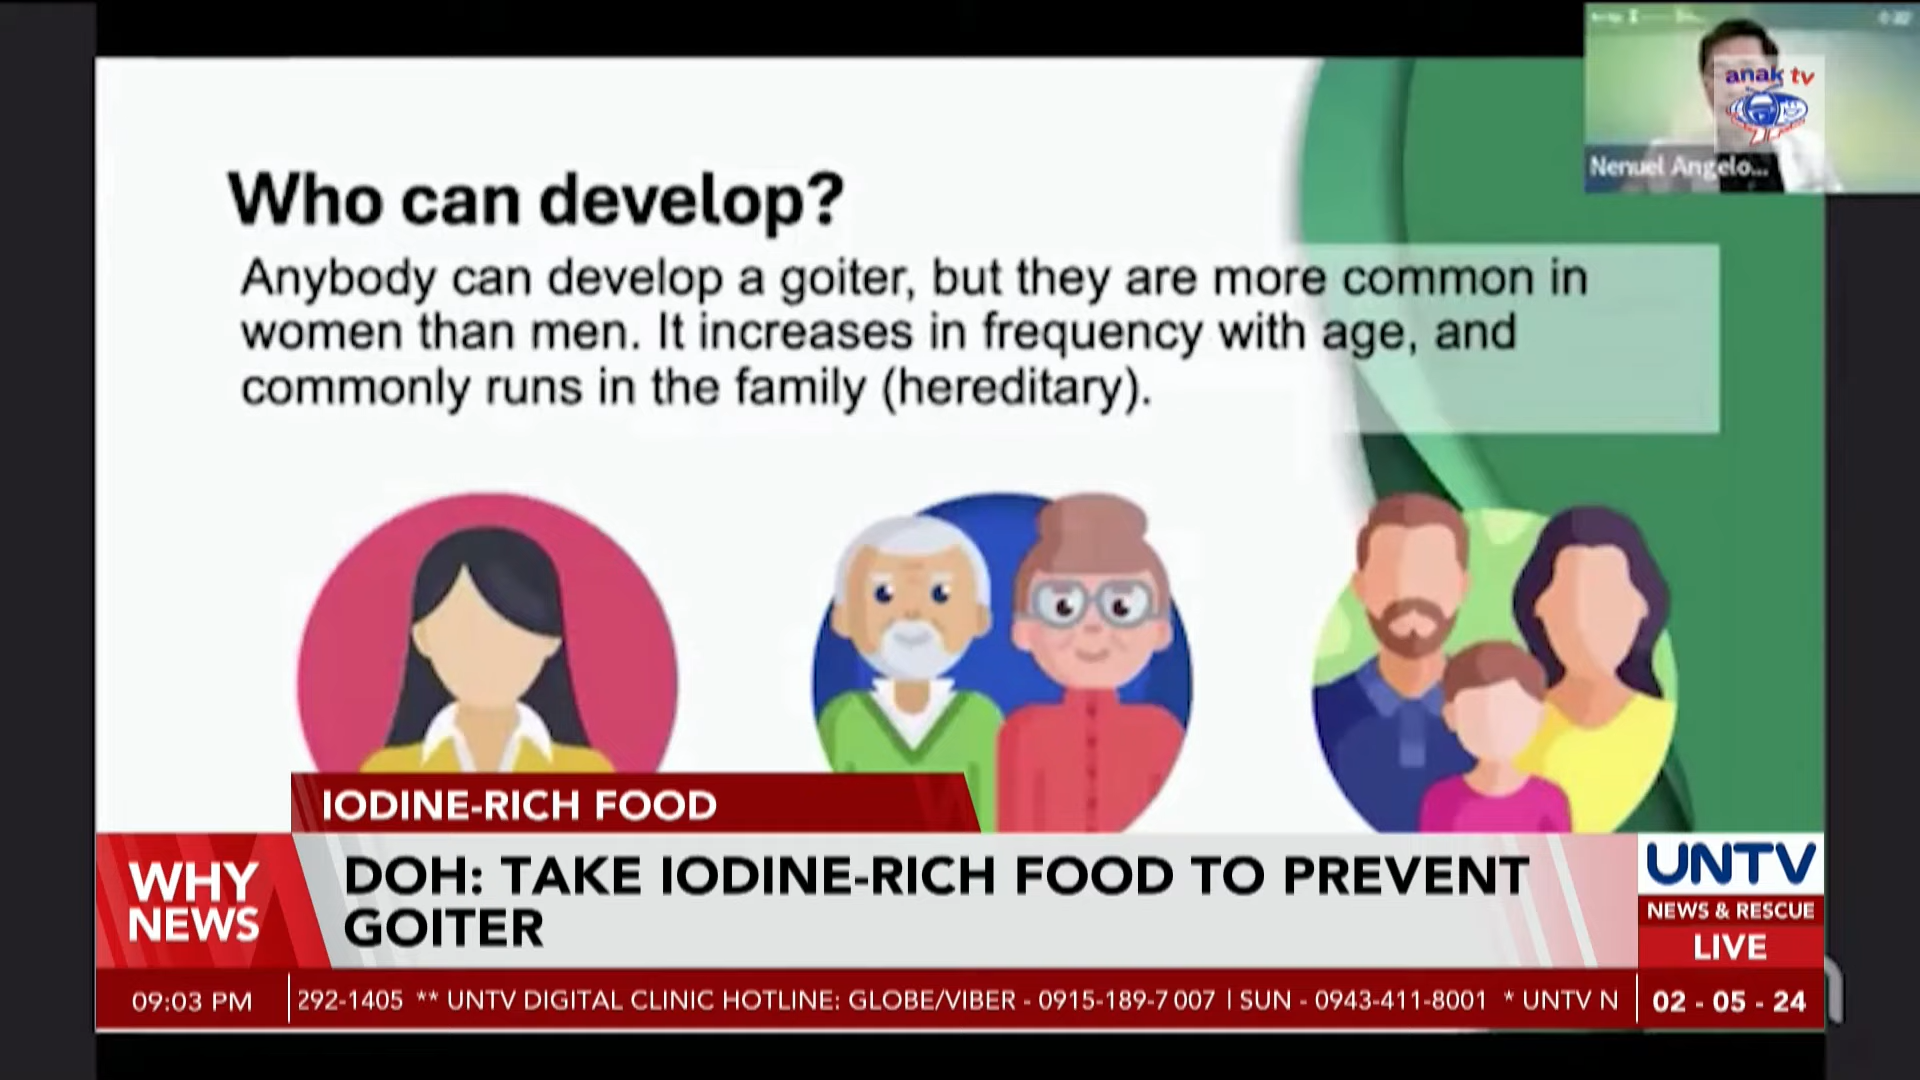 anak tv
Nenuel Angelo...
Who can develop?
Anybody can develop a goiter, but they are more common in
women than men. It increases in frequency with age, and
commonly runs in the family (hereditary).
IODINE-RICH FOOD
WHY
NEWS
DOH: TAKE IODINE-RICH FOOD TO PREVENT
GOITER
UNTV
NEWS & RESCUE
LIVE
09:03 PM
292-1405 ** UNTV DIGITAL CLINIC HOTLINE: GLOBE/VIBER - 0915-189-7007 | SUN - 0943-411-8001 * UNTV N
02 - 05 - 24